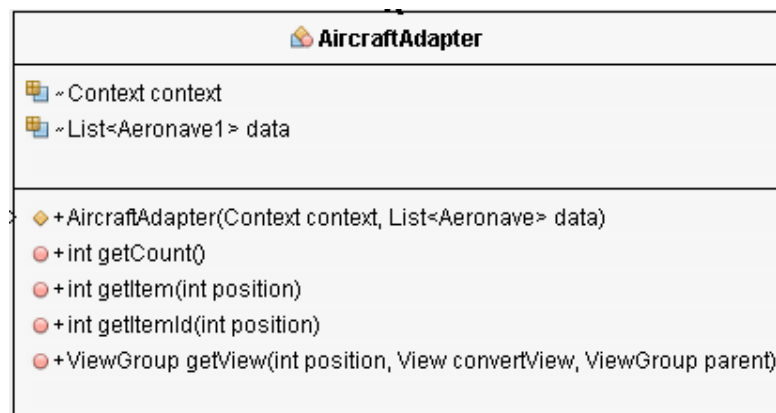 AircraftAdapter
~Context context
~List<Aeronave1> data
+AircraftAdapter(Context context, List<Aeronave> data)
+int getCount()
+int getItem(int position)
+int getItemId(int position)
+ViewGroup getView(int position, View convertView, ViewGroup parent)